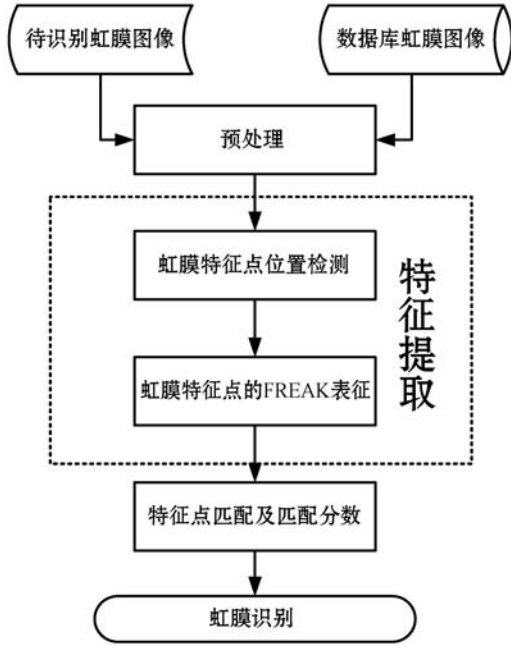 待识别虹膜图像
数据库虹膜图像
预处理
虹膜特征点位置检测
虹膜特征点的FREAK表征
特征提取
特征点匹配及匹配分数
虹膜识别